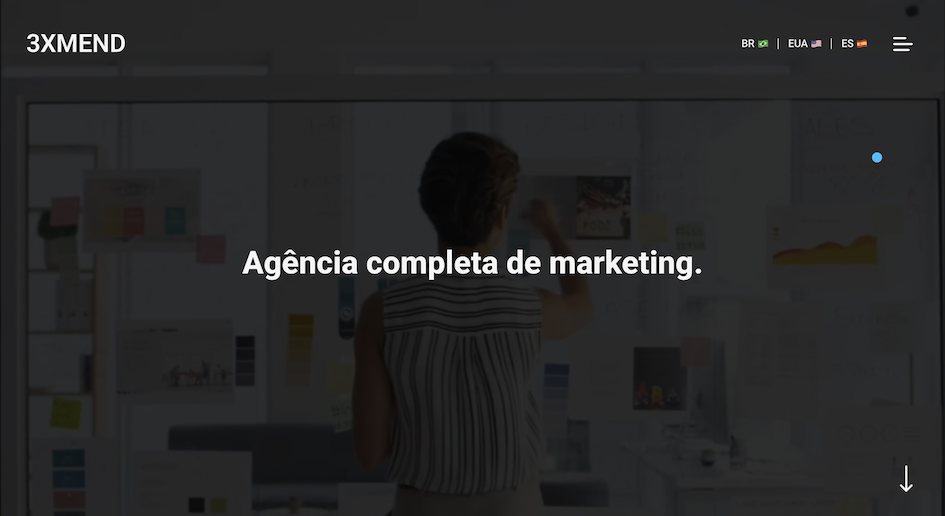 3XMEND
BR 🇧🇷 | EUA 🇺🇸 | ES 🇪🇸
Agência completa de marketing.